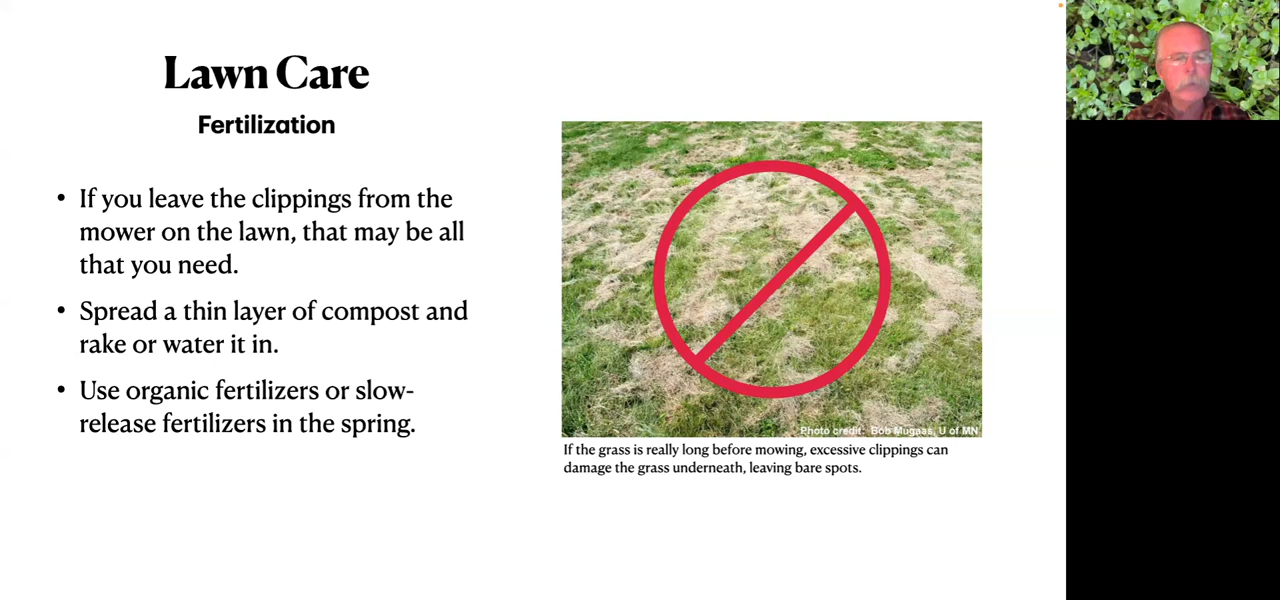 Lawn Care
Fertilization
• If you leave the clippings from the
mower on the lawn, that may be all
that you need.
• Spread a thin layer of compost and
rake or water it in.
• Use organic fertilizers or slow-
release fertilizers in the spring.
Photo credit: Bob Mugaas, U of MN
If the grass is really long before mowing, excessive clippings can
damage the grass underneath, leaving bare spots.